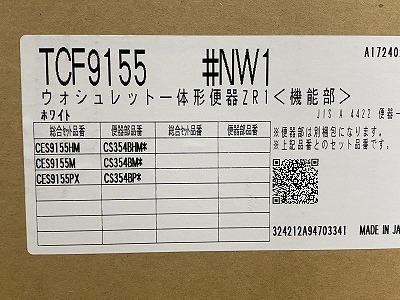 TCF9155 #NW1
A17240
ウォシュレット一体形便器ZR1<機能部>
ホワイト
JIS A 4422 便器一
総合セット品番 便器部品番 総合セット品番 便器部品番
CES9155HM CS354BHM*
CES9155M CS354BM*
CES9155PX CS354BP*
※便器部は別梱包になります。
※上記品番とのセット品番です。
324212A94703341 MADE IN JA